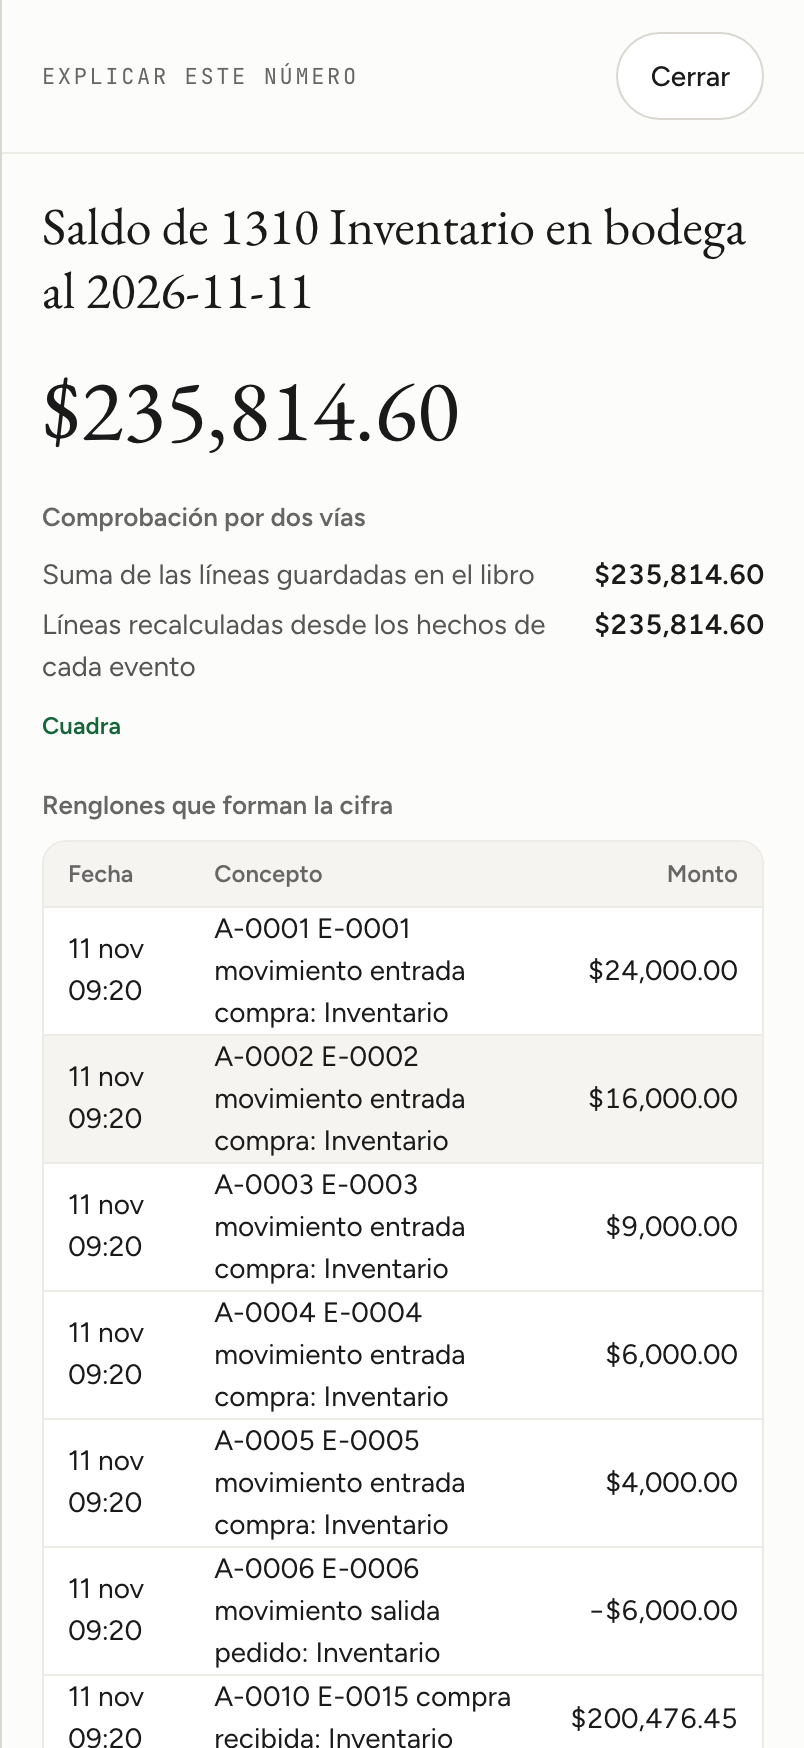 EXPLICAR ESTE NÚMERO
Cerrar
Saldo de 1310 Inventario en bodega
al 2026-11-11
$235,814.60
Comprobación por dos vías
Suma de las líneas guardadas en el libro $235,814.60
Líneas recalculadas desde los hechos de $235,814.60
cada evento
Cuadra
Renglones que forman la cifra
Fecha Concepto Monto
11 nov
09:20
A-0001 E-0001
movimiento entrada
compra: Inventario
$24,000.00
11 nov
09:20
A-0002 E-0002
movimiento entrada
compra: Inventario
$16,000.00
11 nov
09:20
A-0003 E-0003
movimiento entrada
compra: Inventario
$9,000.00
11 nov
09:20
A-0004 E-0004
movimiento entrada
compra: Inventario
$6,000.00
11 nov
09:20
A-0005 E-0005
movimiento entrada
compra: Inventario
$4,000.00
11 nov
09:20
A-0006 E-0006
movimiento salida
pedido: Inventario
−$6,000.00
11 nov
09:20
A-0010 E-0015 compra
recibida: Inventario
$200,476.45